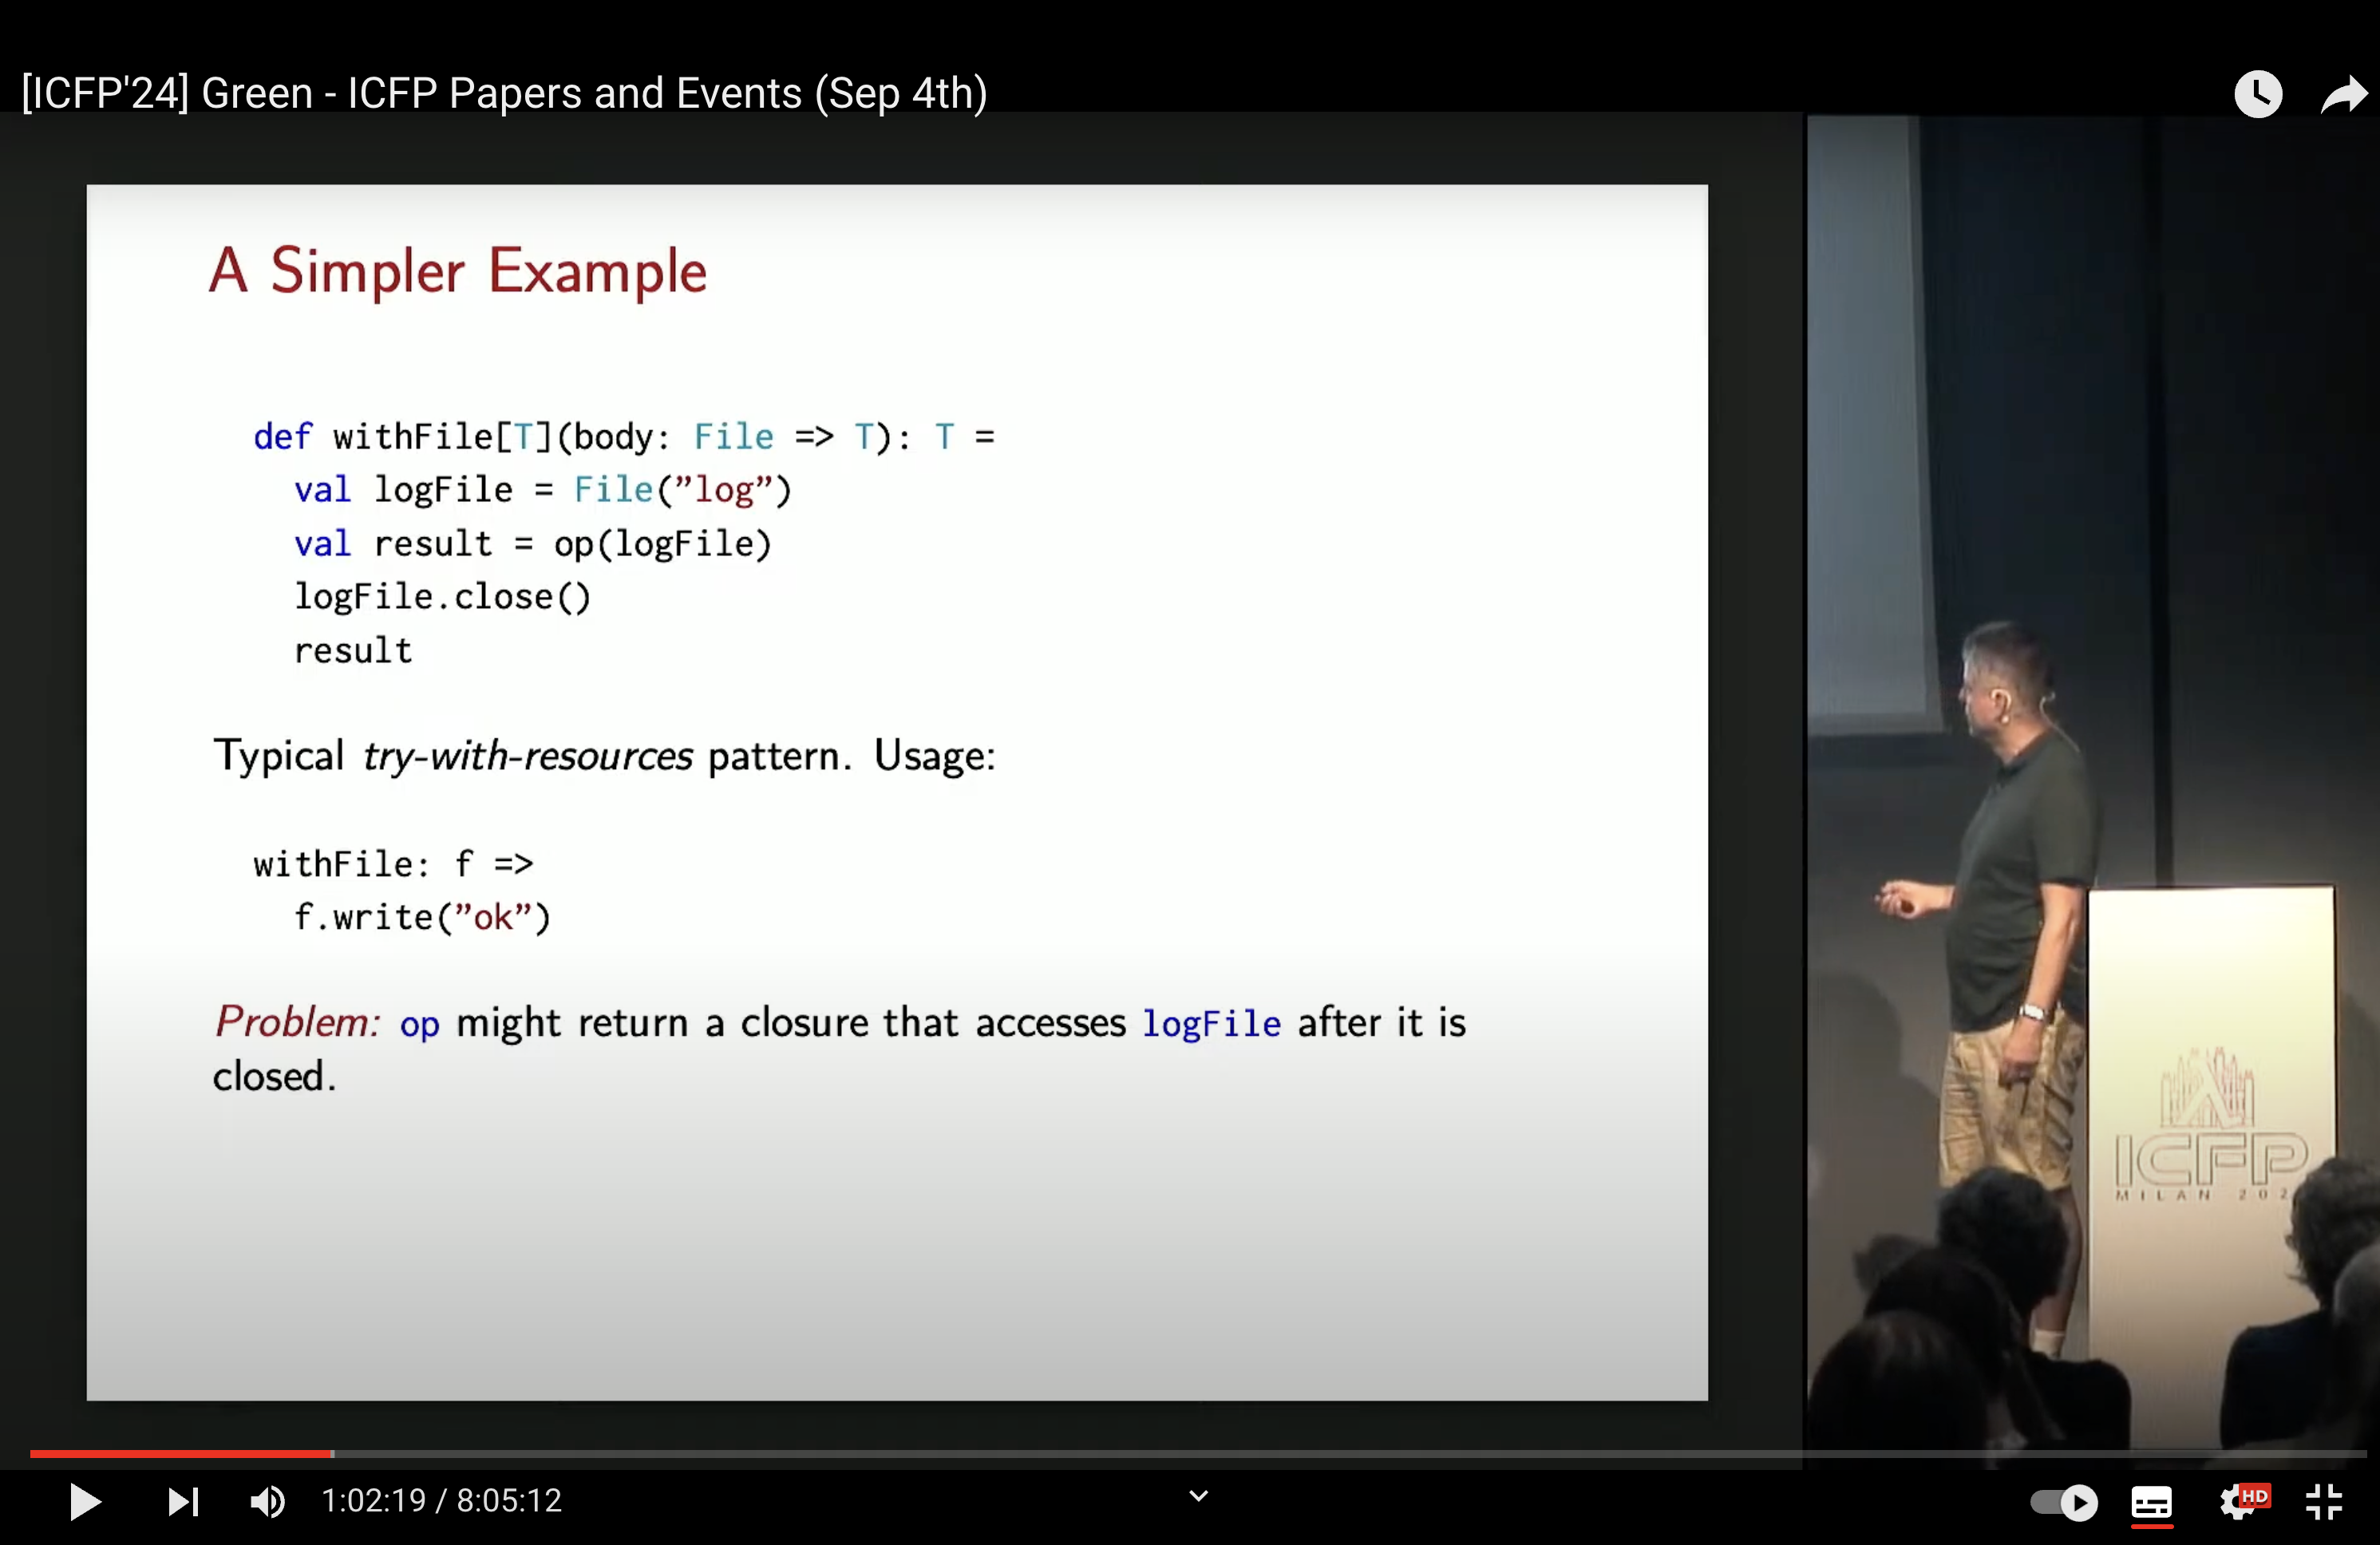 [ICFP'24] Green - ICFP Papers and Events (Sep 4th)
A Simpler Example
def withFile[T](body: File => T): T =
val logFile = File(”log”)
val result = op(logFile)
logFile.close()
result
Typical try-with-resources pattern. Usage:
withFile: f =>
f.write(”ok”)
Problem: op might return a closure that accesses logFile after it is
closed.
ICFP
MILAN 202
1:02:19 / 8:05:12
HD